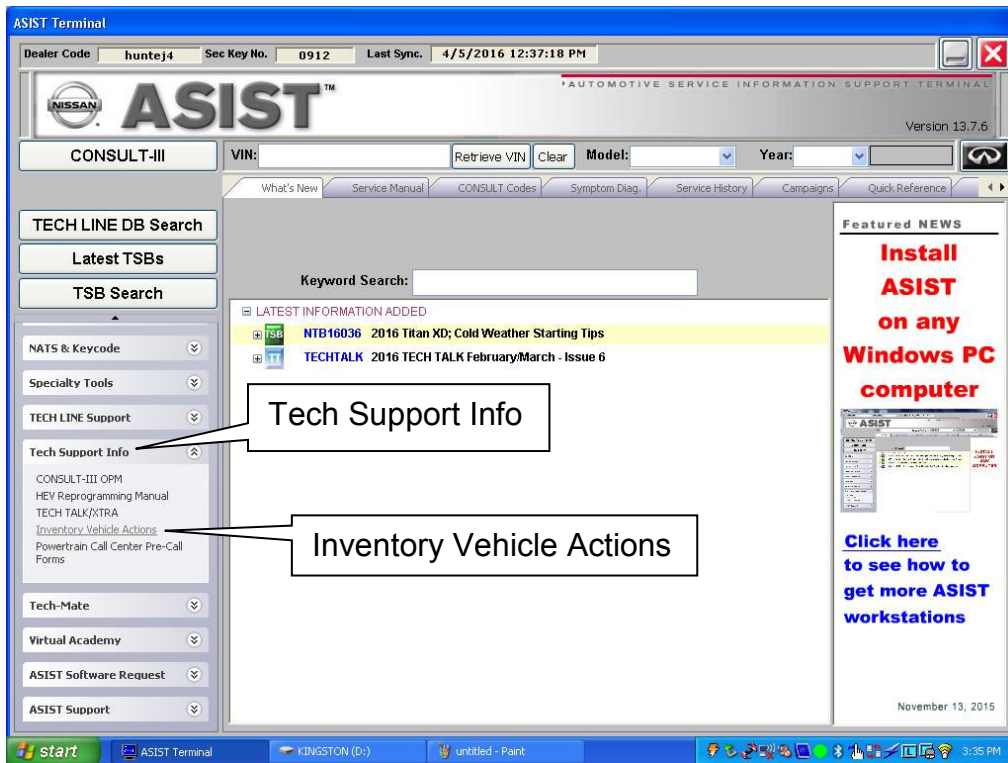 ASIST Terminal
Dealer Code huntej4 Sec Key No. 0912 Last Sync. 4/5/2016 12:37:18 PM
NISSAN ASIST™
AUTOMOTIVE SERVICE INFORMATION SUPPORT TERMINAL
Version 13.7.6
CONSULT-III
VIN: Retrieve VIN Clear Model: Year:
What's New Service Manual CONSULT Codes Symptom Diag. Service History Campaigns Quick Reference
TECH LINE DB Search
Latest TSBs
TSB Search
Keyword Search:
LATEST INFORMATION ADDED
TSB NTB16036 2016 Titan XD; Cold Weather Starting Tips
TT TECHTALK 2016 TECH TALK February/March - Issue 6
NATS & Keycode
Specialty Tools
TECH LINE Support
Tech Support Info
CONSULT-III OPM
HEV Reprogramming Manual
TECH TALK/XTRA
Inventory Vehicle Actions
Powertrain Call Center Pre-Call
Forms
Tech-Mate
Virtual Academy
ASIST Software Request
ASIST Support
Tech Support Info
Inventory Vehicle Actions
Featured NEWS
Install
ASIST
on any
Windows PC
computer
ASIST
Click here
to see how to
get more ASIST
workstations
November 13, 2015
start ASIST Terminal KINGSTON (D:) untitled - Paint 3:35 PM